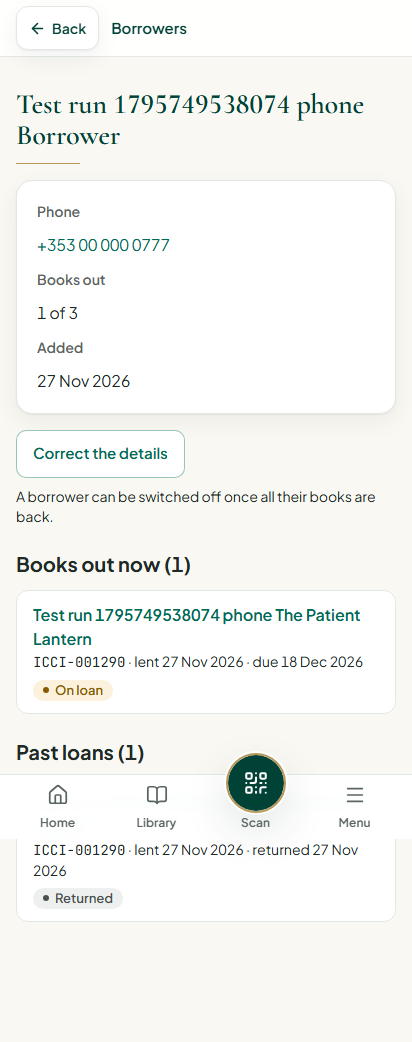 Back
Borrowers
Test run 1795749538074 phone
Borrower
Phone
+353 00 000 0777
Books out
1 of 3
Added
27 Nov 2026
Correct the details
A borrower can be switched off once all their books are
back.
Books out now (1)
Test run 1795749538074 phone The Patient
Lantern
ICCI-001290 · lent 27 Nov 2026 · due 18 Dec 2026
On loan
Past loans (1)
Home
Library
Scan
Menu
ICCI-001290 · lent 27 Nov 2026 · returned 27 Nov
2026
Returned